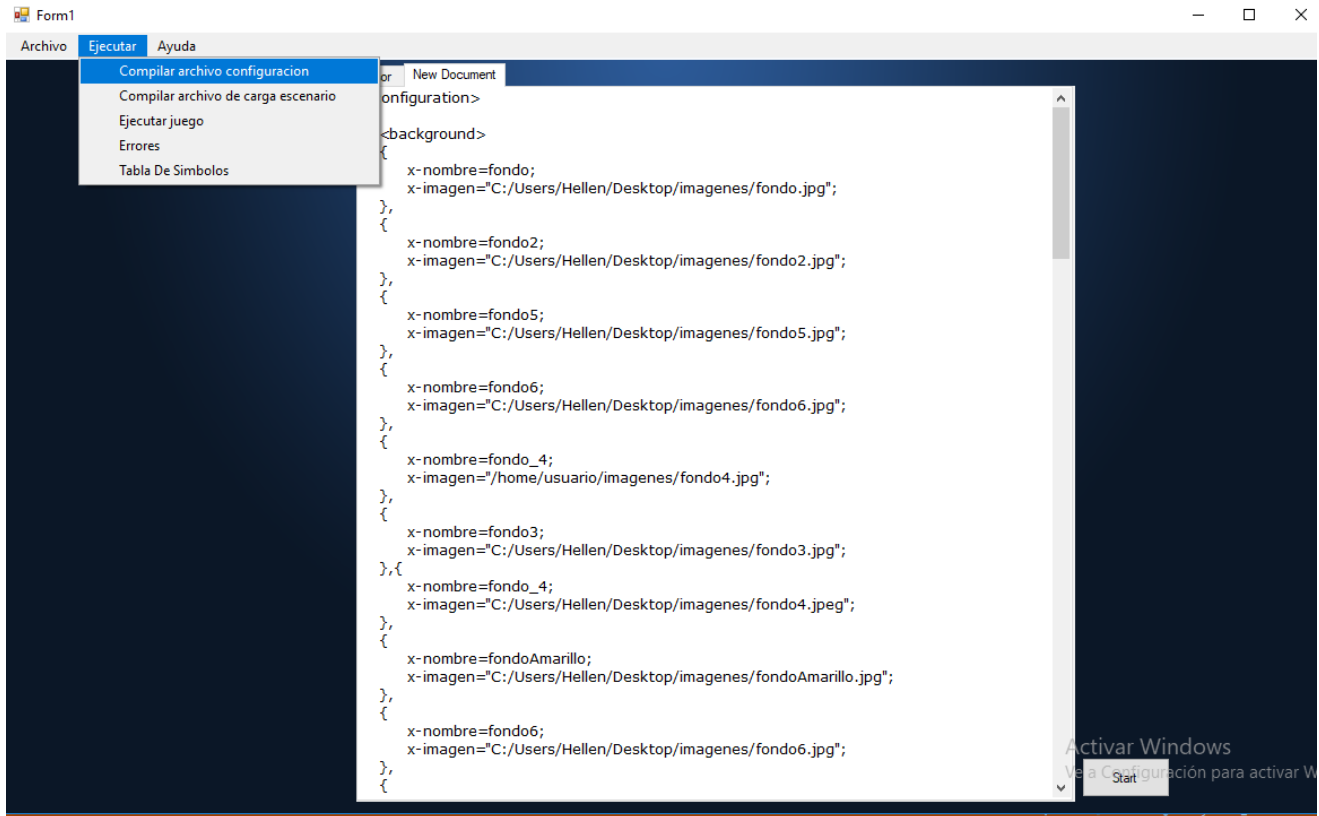 Form1
Archivo Ejecutar Ayuda
Compilar archivo configuracion
Compilar archivo de carga escenario
Ejecutar juego
Errores
Tabla De Simbolos
or New Document
onfiguration>
<background>
{
x-nombre=fondo;
x-imagen="C:/Users/Hellen/Desktop/imagenes/fondo.jpg";
},
{
x-nombre=fondo2;
x-imagen="C:/Users/Hellen/Desktop/imagenes/fondo2.jpg";
},
{
x-nombre=fondo5;
x-imagen="C:/Users/Hellen/Desktop/imagenes/fondo5.jpg";
},
{
x-nombre=fondo6;
x-imagen="C:/Users/Hellen/Desktop/imagenes/fondo6.jpg";
},
{
x-nombre=fondo_4;
x-imagen="/home/usuario/imagenes/fondo4.jpg";
},
{
x-nombre=fondo3;
x-imagen="C:/Users/Hellen/Desktop/imagenes/fondo3.jpg";
},{
x-nombre=fondo_4;
x-imagen="C:/Users/Hellen/Desktop/imagenes/fondo4.jpeg";
},
{
x-nombre=fondoAmarillo;
x-imagen="C:/Users/Hellen/Desktop/imagenes/fondoAmarillo.jpg";
},
{
x-nombre=fondo6;
x-imagen="C:/Users/Hellen/Desktop/imagenes/fondo6.jpg";
},
{
Activar Windows
Ve a Configuración para activar W
Start